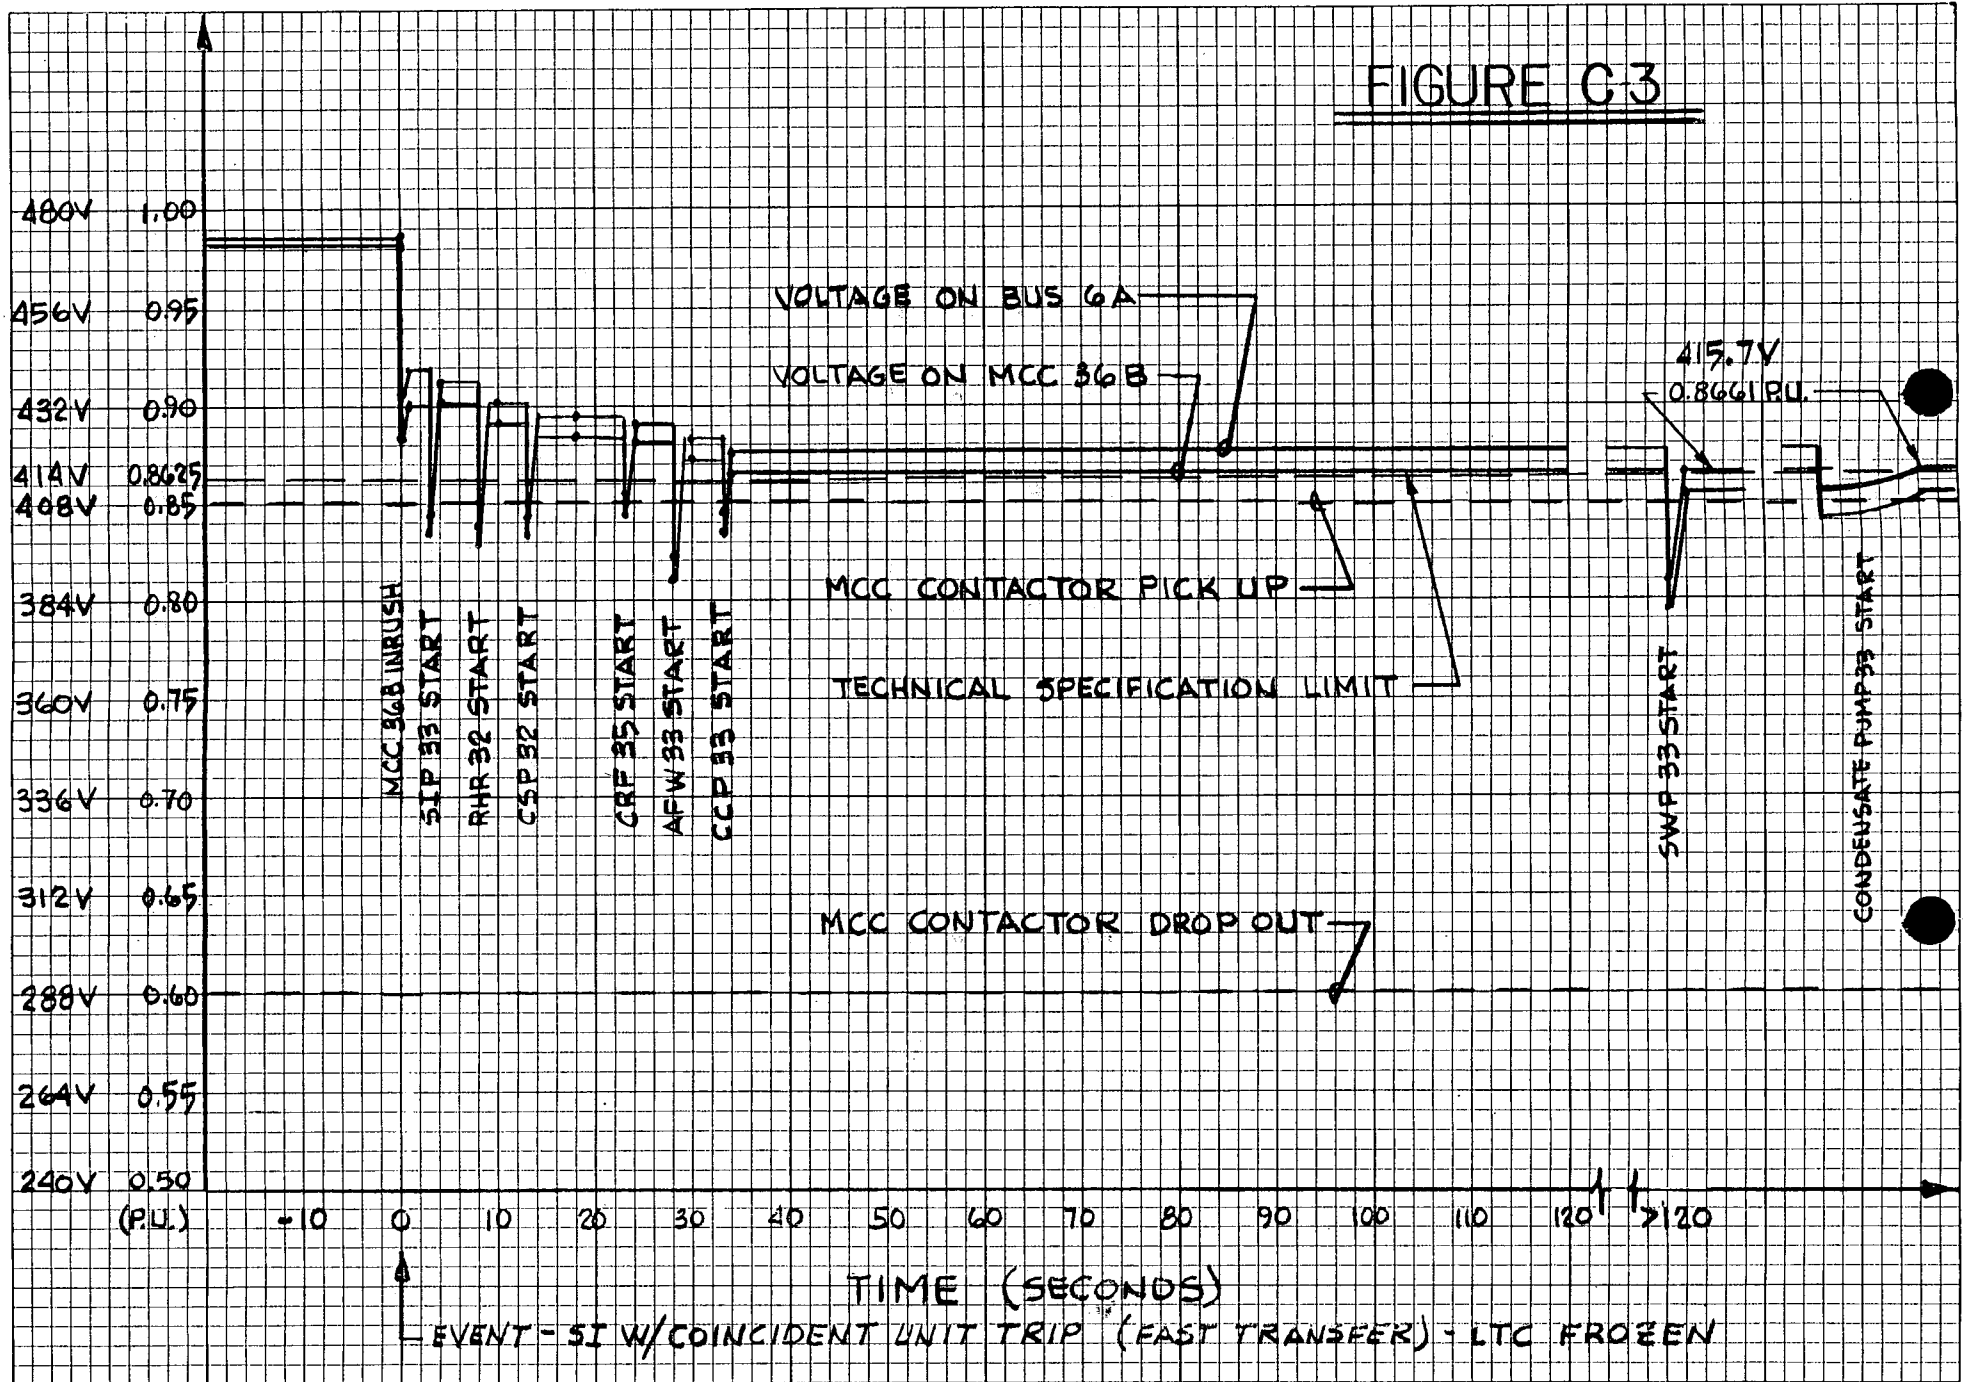 FIGURE C3
480V 1.00
456V 0.95
VOLTAGE ON BUS 6A
VOLTAGE ON MCC 36B
415.7V
0.8661 P.U.
432V 0.90
414V 0.8625
408V 0.85
MCC CONTACTOR PICK UP
384V 0.80
TECHNICAL SPECIFICATION LIMIT
360V 0.75
MCC 36B INRUSH
SIP 33 START
RHR 32 START
CSP 32 START
CRF 35 START
AFW 33 START
CCP 33 START
SWP 33 START
CONDENSATE PUMP 33 START
336V 0.70
312V 0.65
MCC CONTACTOR DROP OUT
288V 0.60
264V 0.55
240V 0.50
(P.U.) -10 0 10 20 30 40 50 60 70 80 90 100 110 120 >120
TIME (SECONDS)
EVENT - SI W/COINCIDENT UNIT TRIP (FAST TRANSFER) - LTC FROZEN